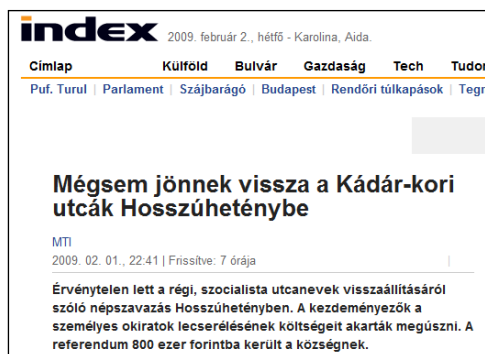 index 2009. február 2., hétfő - Karolina, Aida.
Címlap Külföld Bulvár Gazdaság Tech
Puf. Turul | Parlament | Szájbarágó | Budapest | Rendőri túlkapások |
Mégsem jönnek vissza a Kádár-kori
utcák Hosszúheténybe
MTI
2009. 02. 01., 22:41 | Frissítve: 7 órája
Érvénytelen lett a régi, szocialista utcanevek visszaállításáról
szóló népszavazás Hosszúhetényben. A kezdeményezők a
személyes okiratok lecserélésének költségeit akarták megúszni. A
referendum 800 ezer forintba került a községnek.